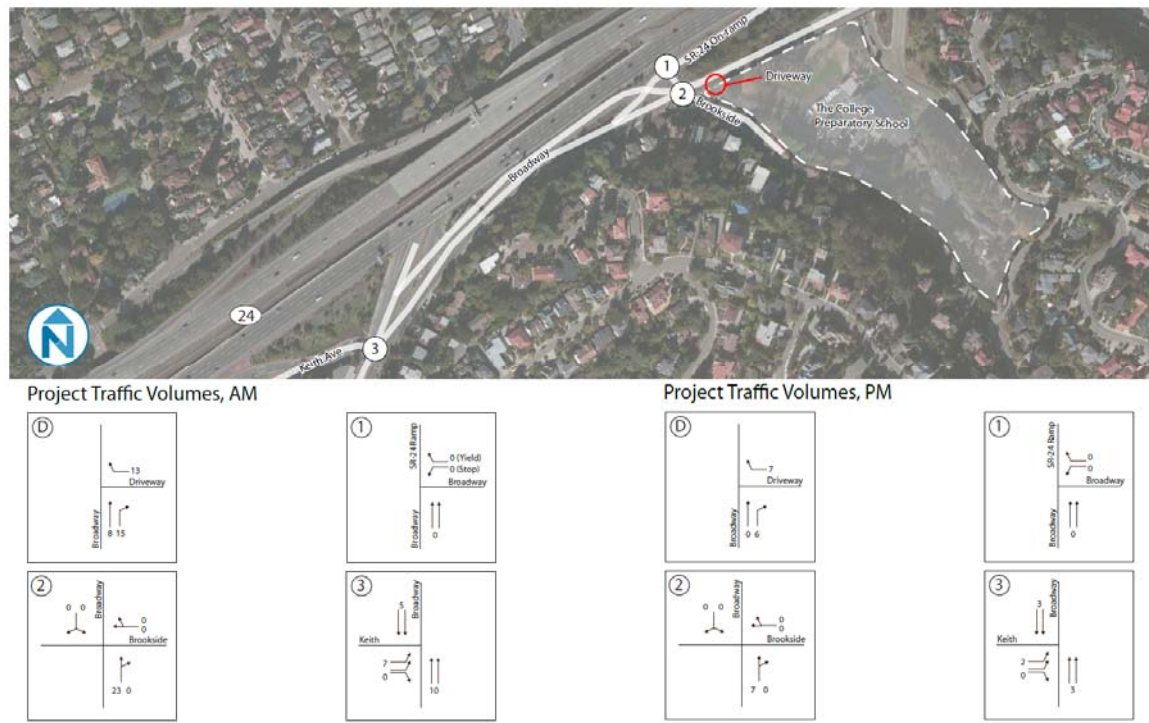 SR-24 On-ramp
1
2
Driveway
Brookside
The College
Preparatory School
Broadway
24
N
Keith Ave
3
Project Traffic Volumes, AM
D
13
Driveway
Broadway
8 15
1
SR-24 Ramp
0 (Yield)
0 (Stop)
Broadway
0
2
Broadway
0 0
0
0
Brookside
23 0
3
5
Keith
7
0
10
Project Traffic Volumes, PM
D
7
Driveway
Broadway
0 6
1
SR-24 Ramp
0
0
Broadway
0
2
Broadway
0 0
0
0
Brookside
7 0
3
3
Broadway
Keith
2
0
3